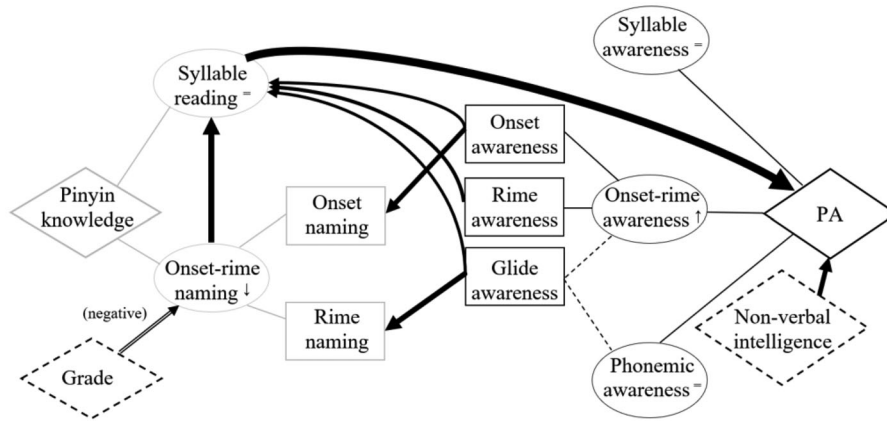 Syllable
awareness =
Syllable
reading =
Onset
awareness
Pinyin
knowledge
Onset
naming
Rime
awareness
Onset-rime
awareness ↑
PA
Onset-rime
naming ↓
Glide
awareness
(negative)
Rime
naming
Non-verbal
intelligence
Grade
Phonemic
awareness =